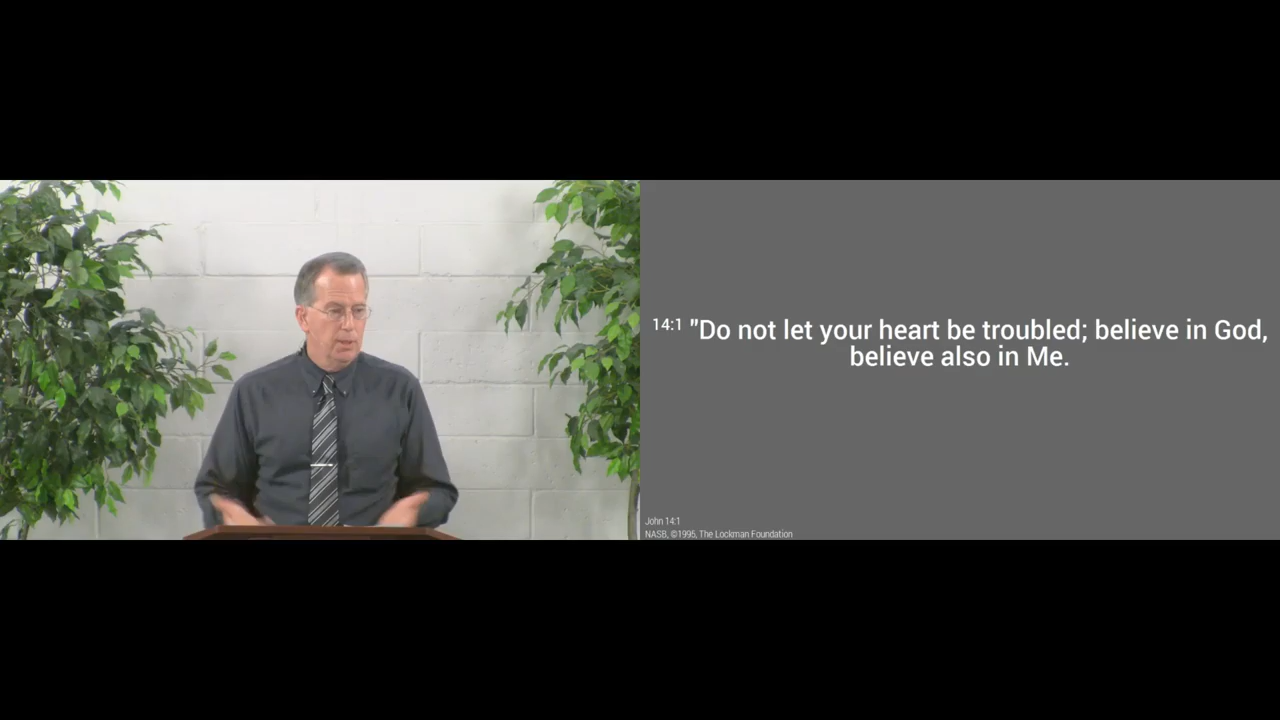 14:1 "Do not let your heart be troubled; believe in God,
believe also in Me.
John 14:1
NASB, ©1995, The Lockman Foundation